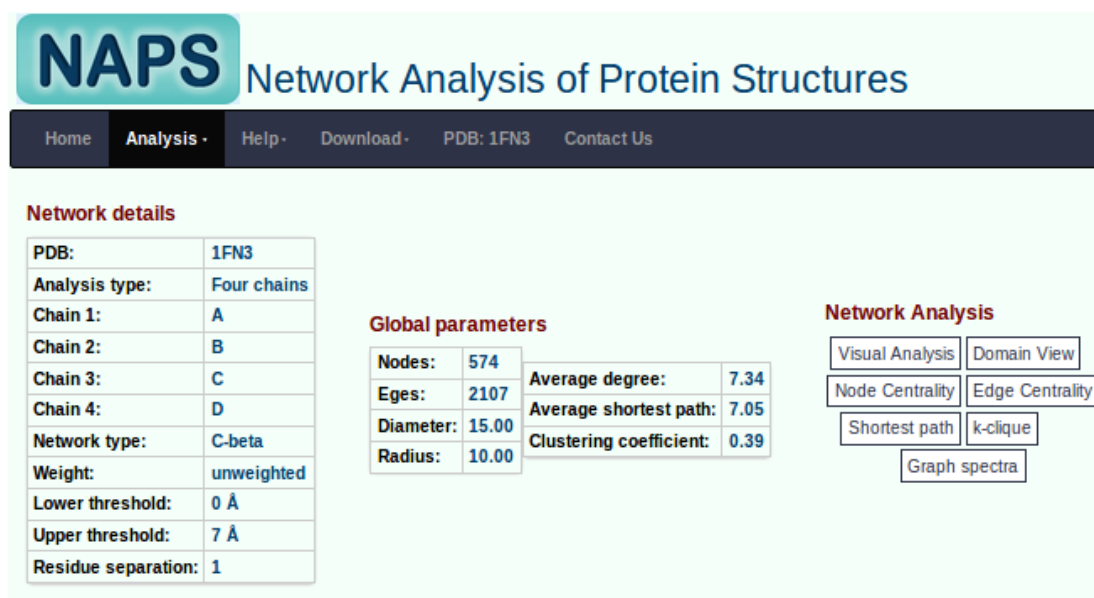 NAPS Network Analysis of Protein Structures
Home Analysis Help Download PDB: 1FN3 Contact Us
Network details
PDB: 1FN3
Analysis type: Four chains
Chain 1: A
Chain 2: B
Chain 3: C
Chain 4: D
Network type: C-beta
Weight: unweighted
Lower threshold: 0 Å
Upper threshold: 7 Å
Residue separation: 1
Global parameters
Nodes: 574
Eges: 2107
Diameter: 15.00
Radius: 10.00
Average degree: 7.34
Average shortest path: 7.05
Clustering coefficient: 0.39
Network Analysis
Visual Analysis Domain View
Node Centrality Edge Centrality
Shortest path k-clique
Graph spectra